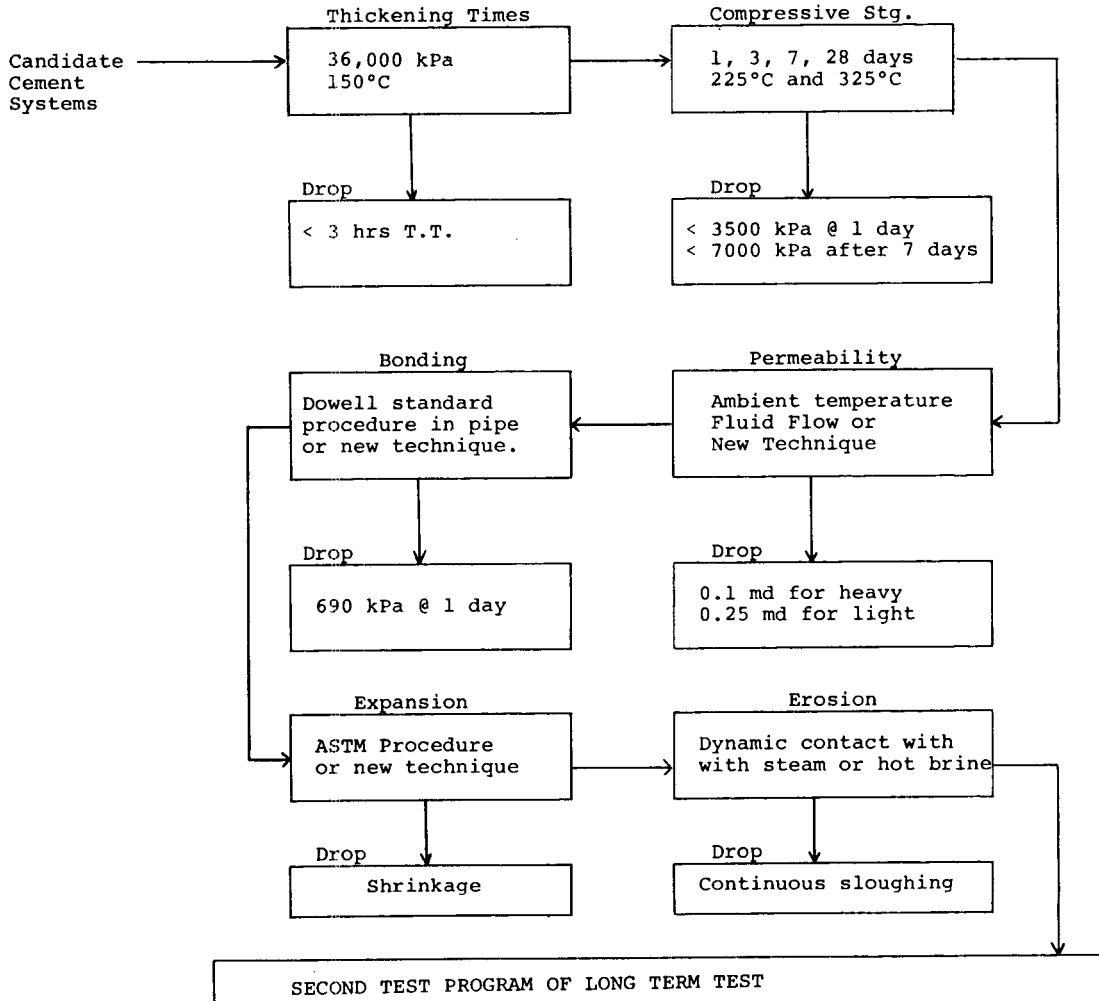 Candidate
Cement
Systems
Thickening Times
36,000 kPa
150°C
Compressive Stg.
1, 3, 7, 28 days
225°C and 325°C
Drop
< 3 hrs T.T.
Drop
< 3500 kPa @ 1 day
< 7000 kPa after 7 days
Permeability
Ambient temperature
Fluid Flow or
New Technique
Bonding
Dowell standard
procedure in pipe
or new technique.
Drop
0.1 md for heavy
0.25 md for light
Drop
690 kPa @ 1 day
Expansion
ASTM Procedure
or new technique
Erosion
Dynamic contact with
with steam or hot brine
Drop
Shrinkage
Drop
Continuous sloughing
SECOND TEST PROGRAM OF LONG TERM TEST